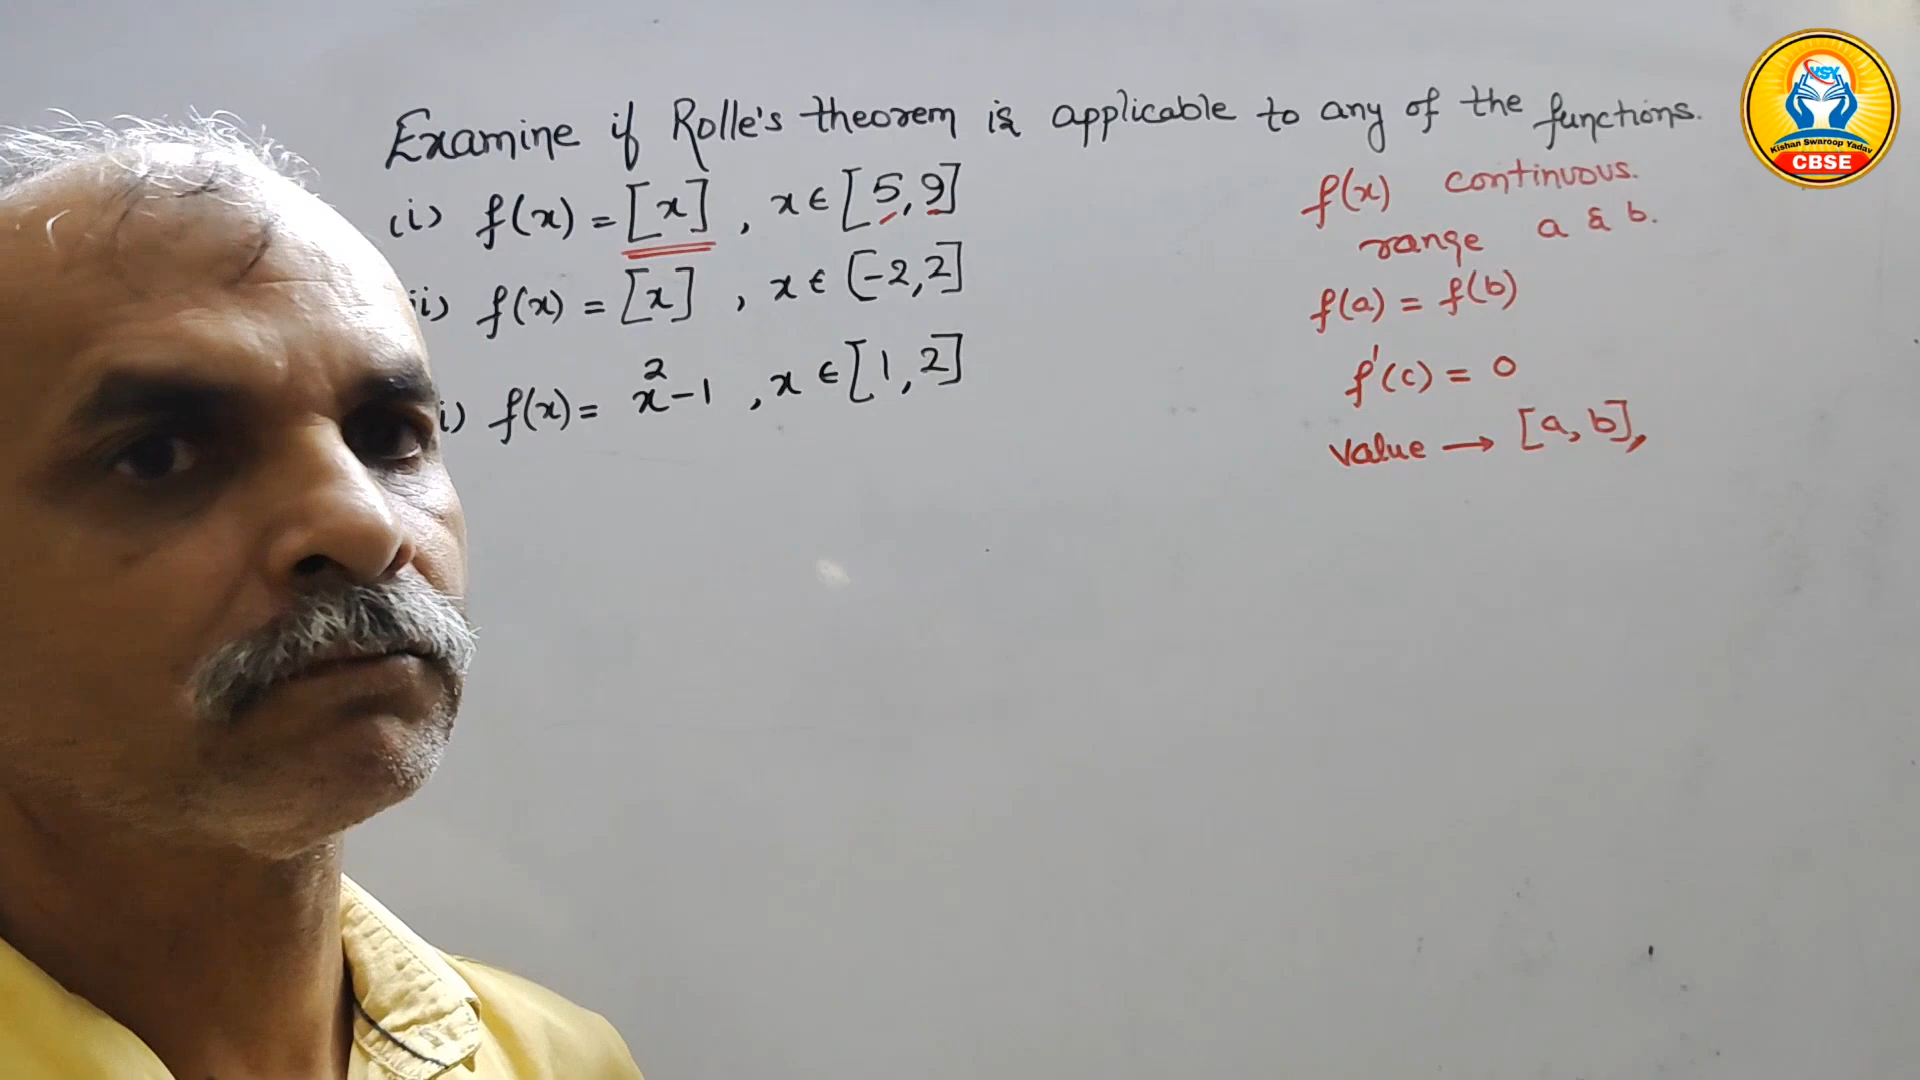 Examine if Rolle's theorem is applicable to any of the functions.
(i) f(x) = [x] , x ∈ [5, 9]
ii) f(x) = [x] , x ∈ [-2, 2]
i) f(x) = x²-1 , x ∈ [1, 2]
f(x) continuous.
range a & b.
f(a) = f(b)
f'(c) = 0
value → [a, b],
KSY
Kishan Swaroop Yadav
CBSE